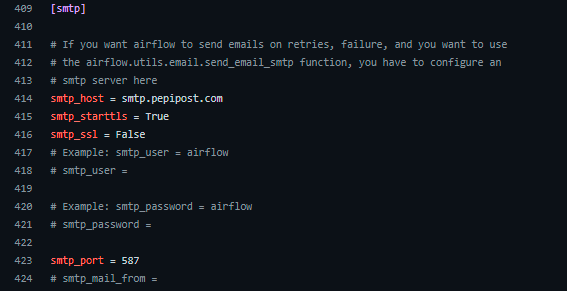 409 [smtp]
410
411 # If you want airflow to send emails on retries, failure, and you want to use
412 # the airflow.utils.email.send_email_smtp function, you have to configure an
413 # smtp server here
414 smtp_host = smtp.pepipost.com
415 smtp_starttls = True
416 smtp_ssl = False
417 # Example: smtp_user = airflow
418 # smtp_user =
419
420 # Example: smtp_password = airflow
421 # smtp_password =
422
423 smtp_port = 587
424 # smtp_mail_from =